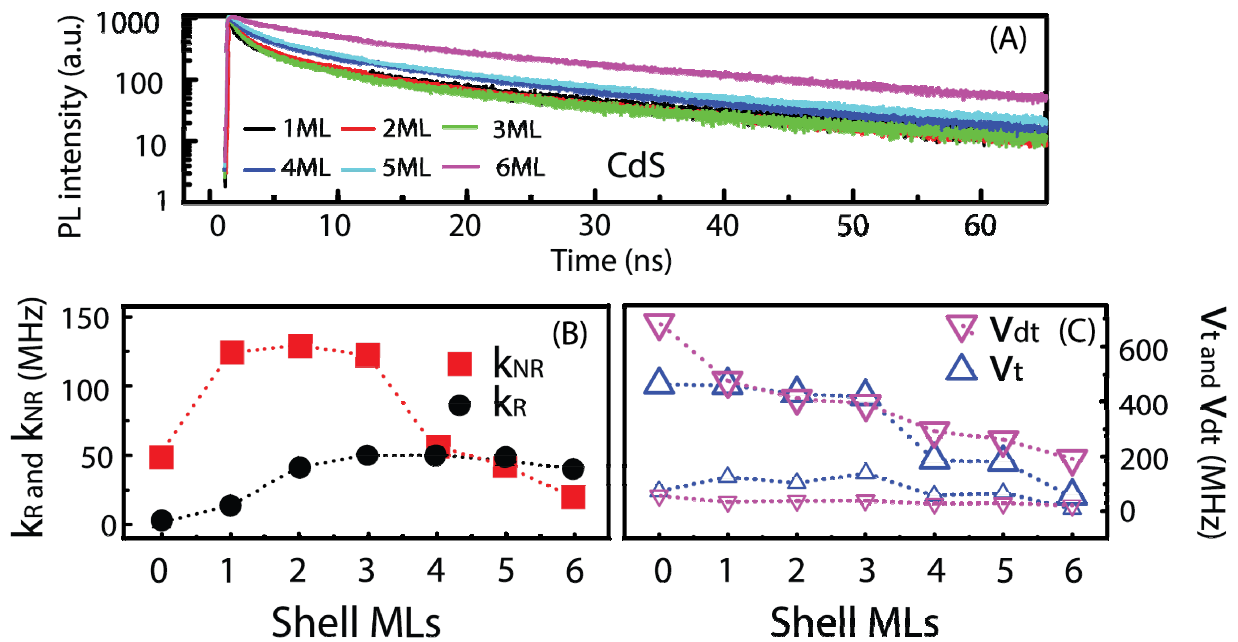 1000
100
10
1
PL intensity (a.u.)
(A)
1ML 2ML 3ML
4ML 5ML 6ML
CdS
0 10 20 30 40 50 60
Time (ns)
150
100
50
0
kR and kNR (MHz)
(B)
kNR
kR
0 1 2 3 4 5 6
Shell MLs
(C)
Vdt
Vt
600
400
200
0
Vt and Vdt (MHz)
0 1 2 3 4 5 6
Shell MLs